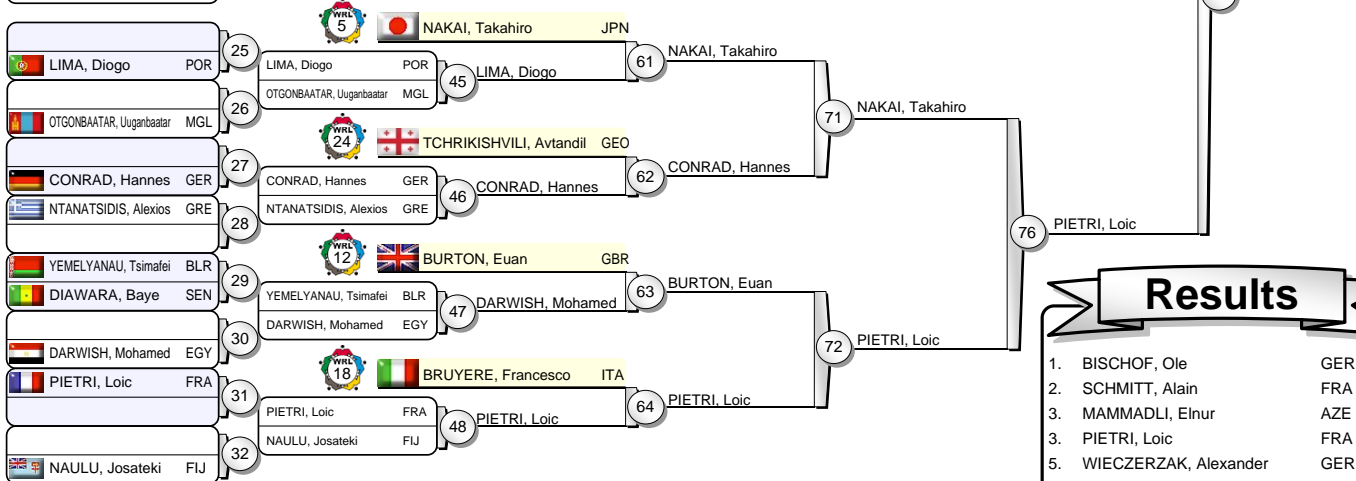 WRL 5 NAKAI, Takahiro JPN
25
LIMA, Diogo POR
LIMA, Diogo POR
OTGONBAATAR, Uuganbaatar MGL
45
LIMA, Diogo
61
NAKAI, Takahiro
26
OTGONBAATAR, Uuganbaatar MGL
71
NAKAI, Takahiro
WRL 24 TCHRIKISHVILI, Avtandil GEO
27
CONRAD, Hannes GER
CONRAD, Hannes GER
NTANATSIDIS, Alexios GRE
46
CONRAD, Hannes
62
CONRAD, Hannes
NTANATSIDIS, Alexios GRE
28
76
PIETRI, Loic
WRL 12 BURTON, Euan GBR
YEMELYANAU, Tsimafei BLR
29
DIAWARA, Baye SEN
YEMELYANAU, Tsimafei BLR
DARWISH, Mohamed EGY
47
DARWISH, Mohamed
63
BURTON, Euan
30
DARWISH, Mohamed EGY
72
PIETRI, Loic
WRL 18 BRUYERE, Francesco ITA
PIETRI, Loic FRA
31
PIETRI, Loic FRA
NAULU, Josateki FIJ
48
PIETRI, Loic
64
PIETRI, Loic
32
NAULU, Josateki FIJ
Results
1. BISCHOF, Ole GER
2. SCHMITT, Alain FRA
3. MAMMADLI, Elnur AZE
3. PIETRI, Loic FRA
5. WIECZERZAK, Alexander GER